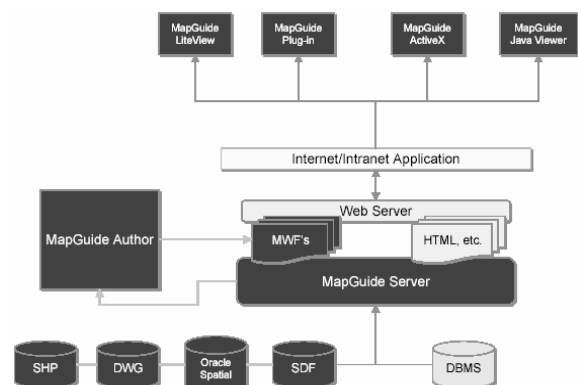 MapGuide
LiteView
MapGuide
Plug-in
MapGuide
ActiveX
MapGuide
Java Viewer
Internet/Intranet Application
Web Server
MapGuide Author
MWF's
HTML, etc.
MapGuide Server
SHP
DWG
Oracle
Spatial
SDF
DBMS